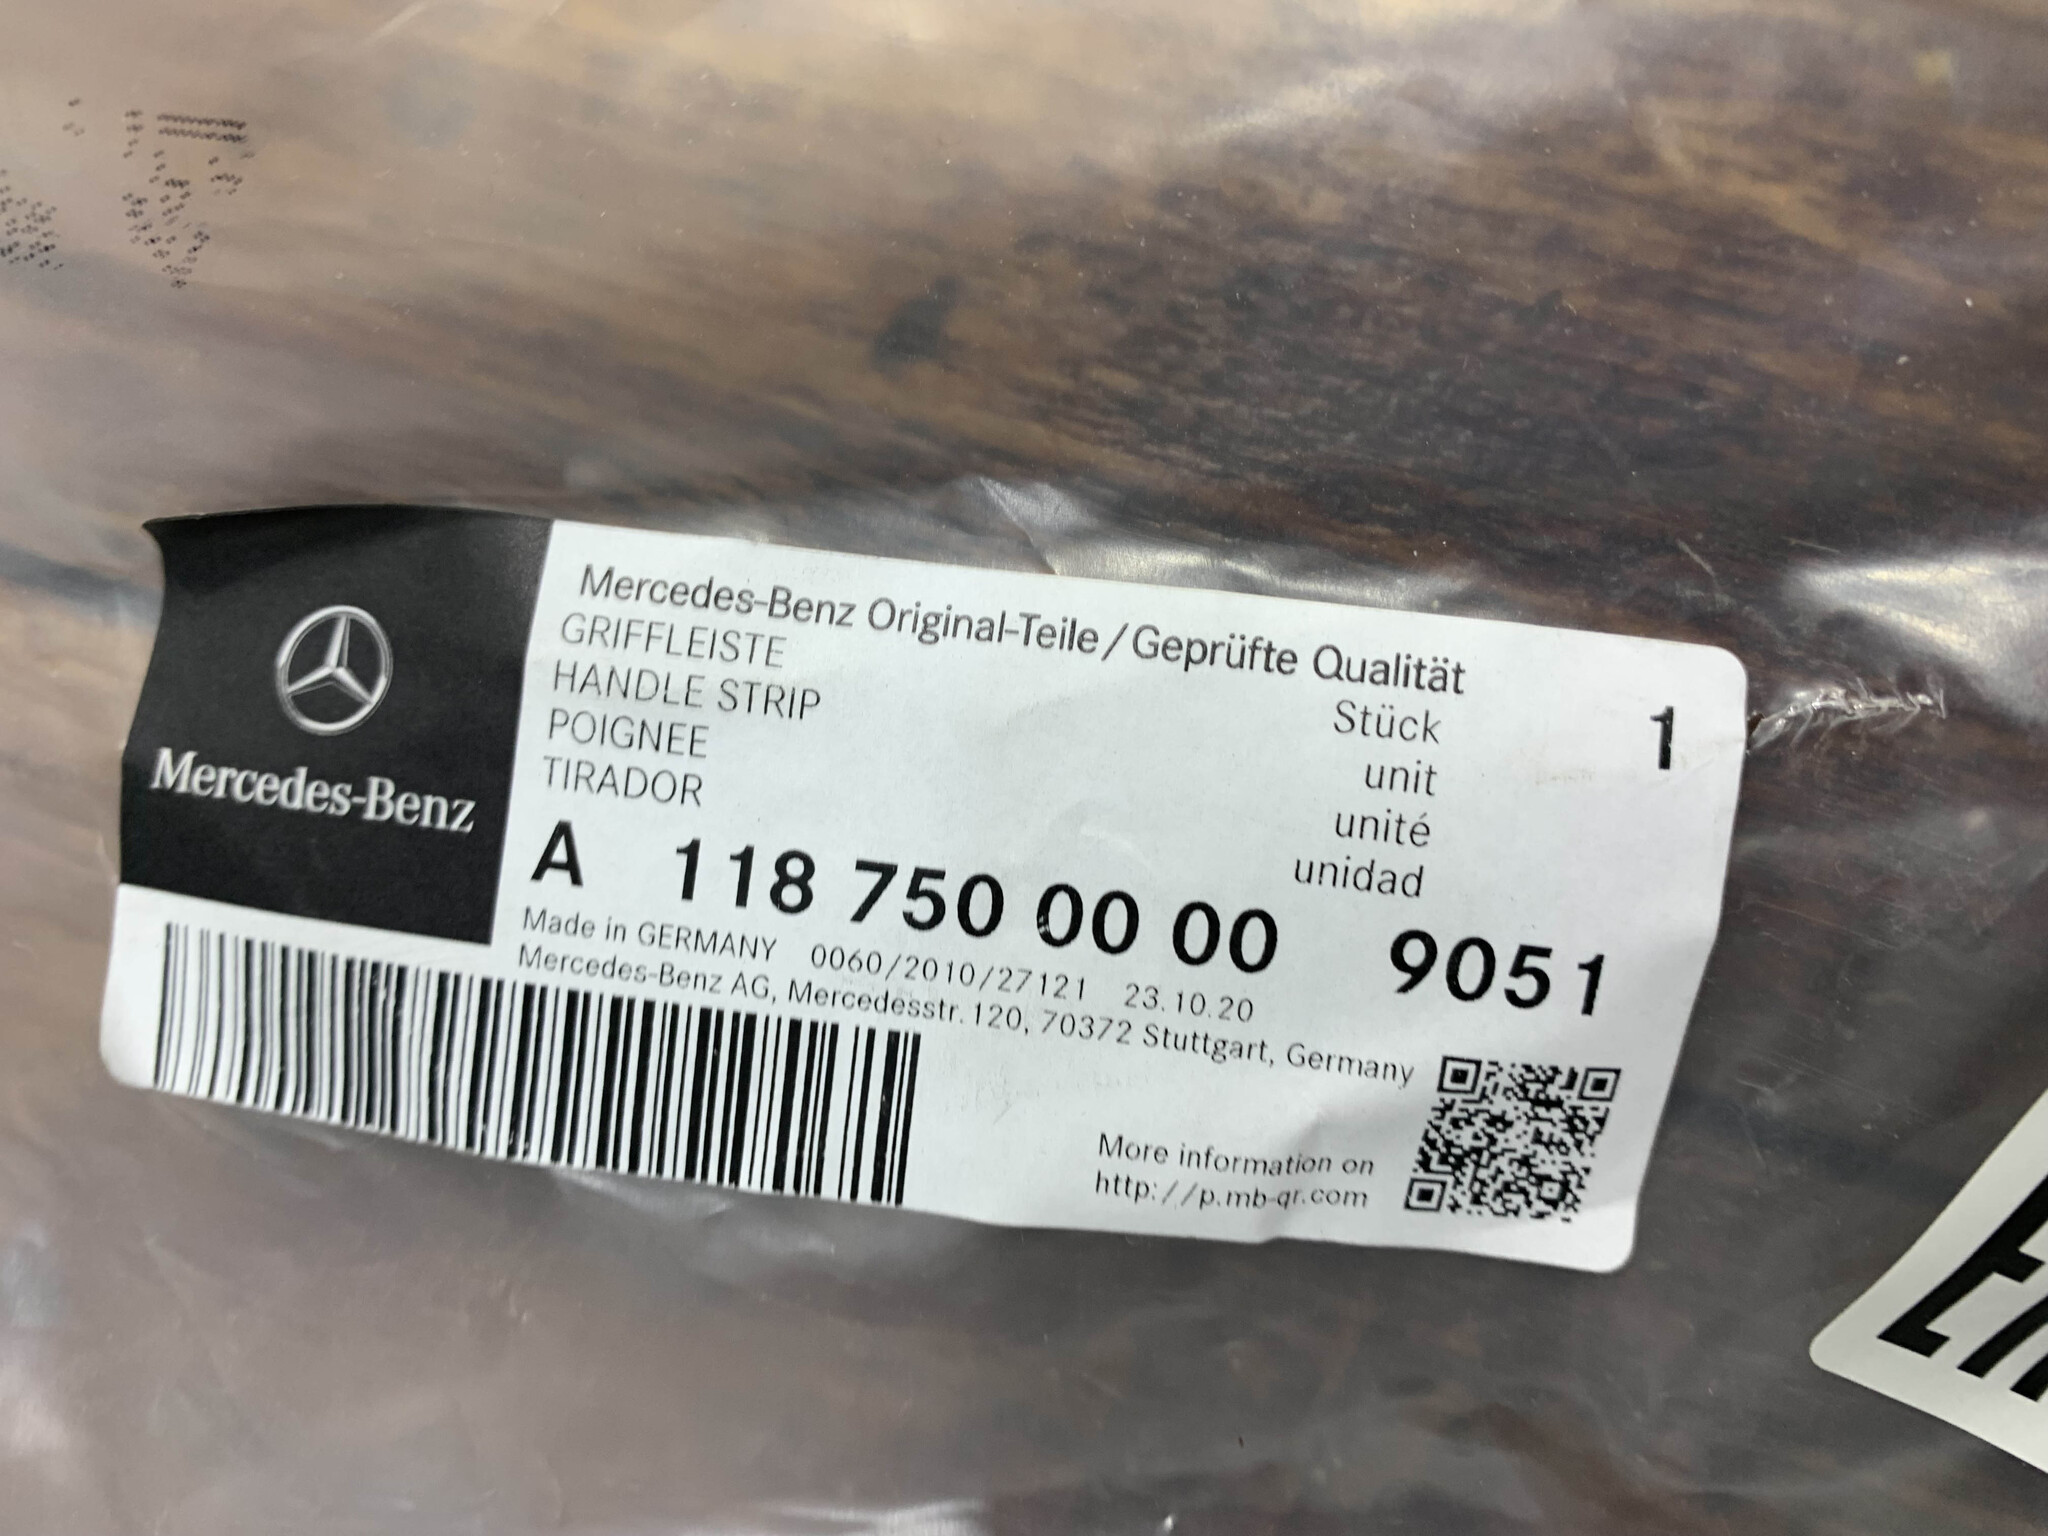 Mercedes-Benz
Mercedes-Benz Original-Teile/Geprüfte Qualität
GRIFFLEISTE
HANDLE STRIP
POIGNEE
TIRADOR
Stück 1
unit
unité
unidad
A 118 750 00 00 9051
Made in GERMANY 0060/2010/27121 23.10.20
Mercedes-Benz AG, Mercedesstr. 120, 70372 Stuttgart, Germany
More information on
http://p.mb-qr.com